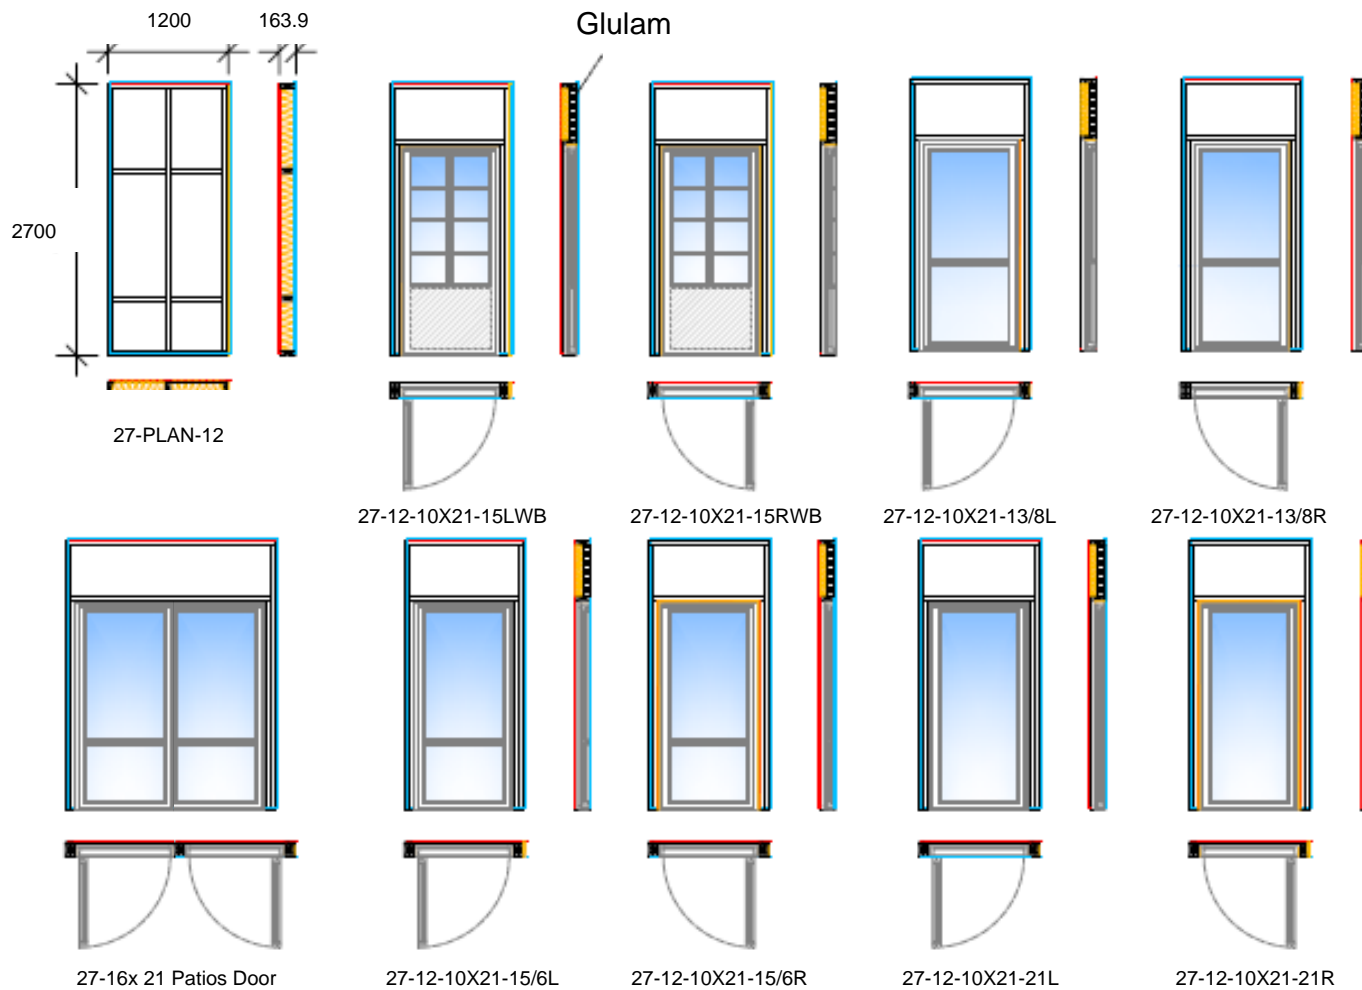 1200
163.9
Glulam
2700
27-PLAN-12
27-12-10X21-15LWB
27-12-10X21-15RWB
27-12-10X21-13/8L
27-12-10X21-13/8R
27-16x 21 Patios Door
27-12-10X21-15/6L
27-12-10X21-15/6R
27-12-10X21-21L
27-12-10X21-21R